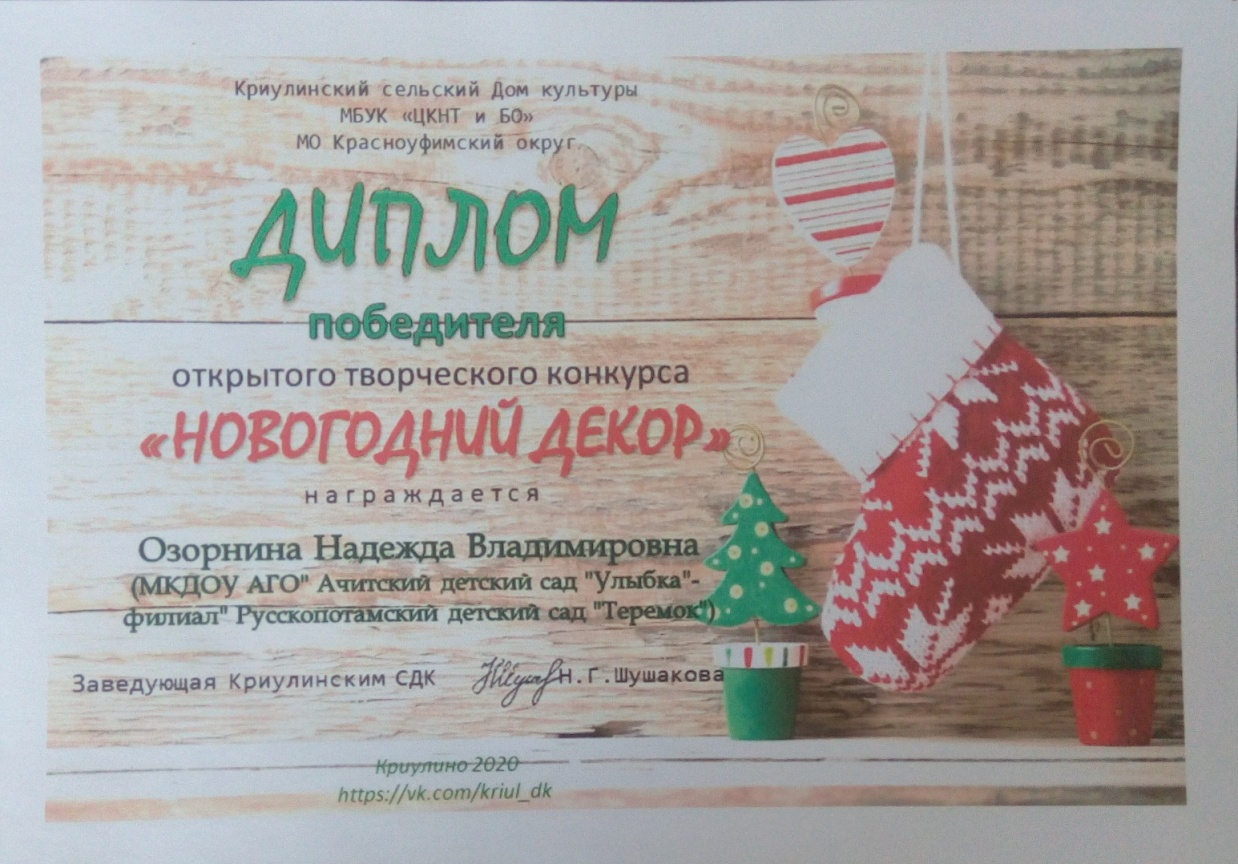 Криулинский сельский Дом культуры
МБУК «ЦКНТ и БО»
МО Красноуфимский округ
ДИПЛОМ
победителя
открытого творческого конкурса
«НОВОГОДНИЙ ДЕКОР»
награждается
Озорнина Надежда Владимировна
(МКДОУ АГО" Ачитский детский сад "Улыбка"-
филиал" Русскопотамский детский сад "Теремок")
Заведующая Криулинским СДК Н.Г.Шушакова
Криулино 2020
https://vk.com/kriul_dk